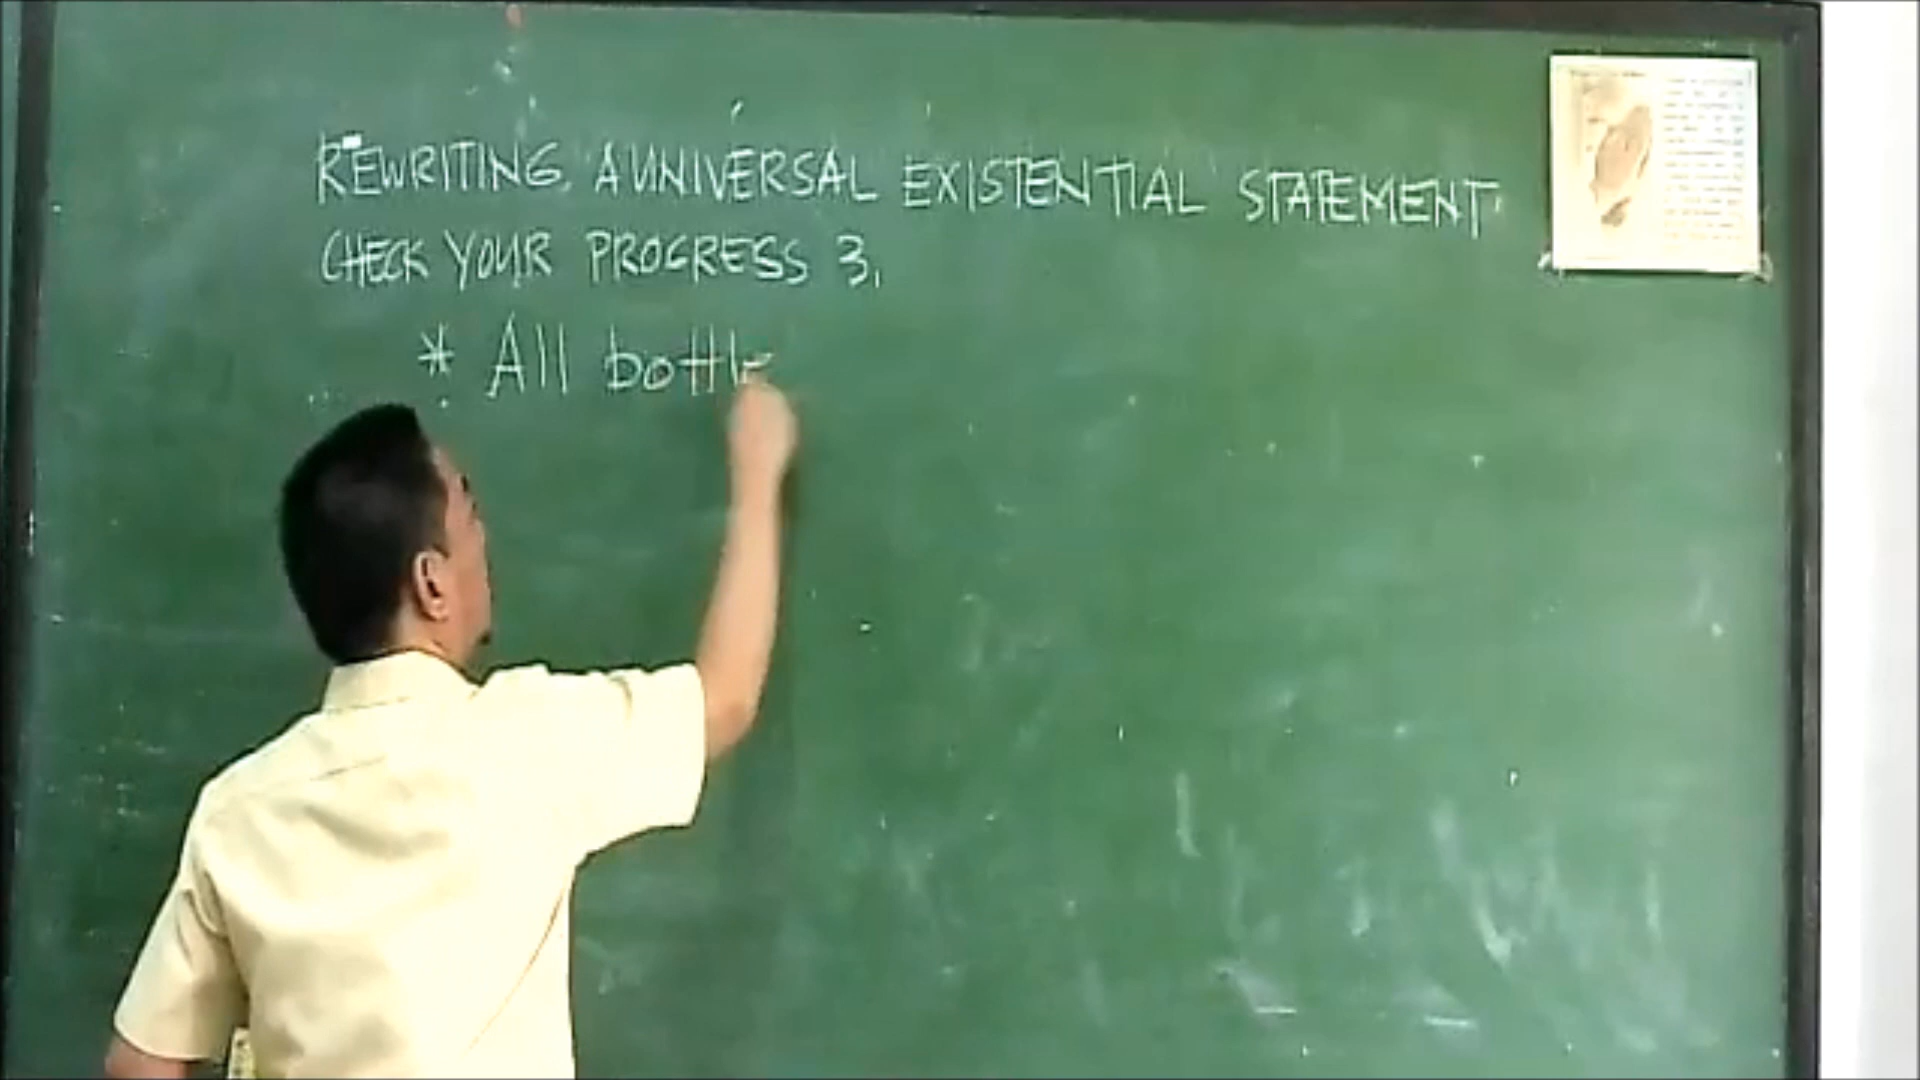 REWRITING A UNIVERSAL EXISTENTIAL STATEMENT
CHECK YOUR PROGRESS 3.
* All bottle